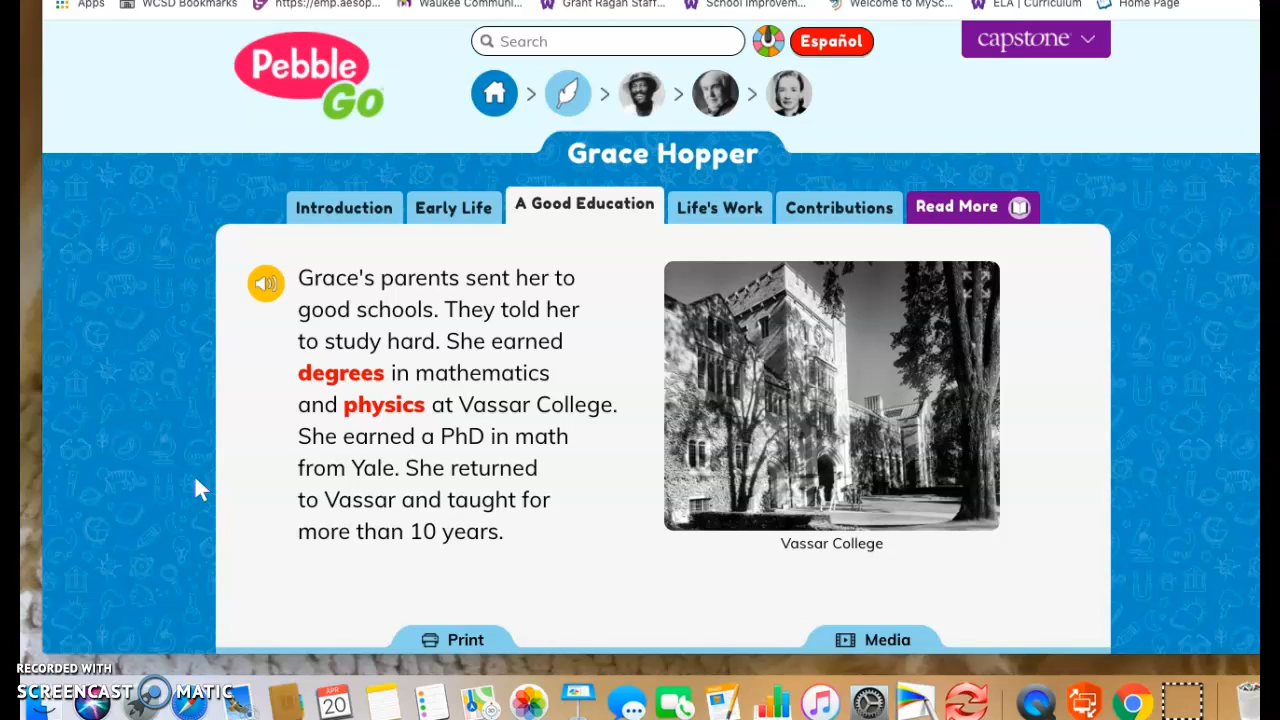 Apps WCSD Bookmarks https://emp.aesop... Waukee Communi... Grant Ragan Staff... School Improvem... Welcome to MySc... ELA | Curriculum Home Page
Pebble
Go
Search
Español
capstone
Grace Hopper
Introduction
Early Life
A Good Education
Life's Work
Contributions
Read More
Grace's parents sent her to
good schools. They told her
to study hard. She earned
degrees in mathematics
and physics at Vassar College.
She earned a PhD in math
from Yale. She returned
to Vassar and taught for
more than 10 years.
Vassar College
Print
Media
RECORDED WITH
SCREENCAST MATIC
APR
20